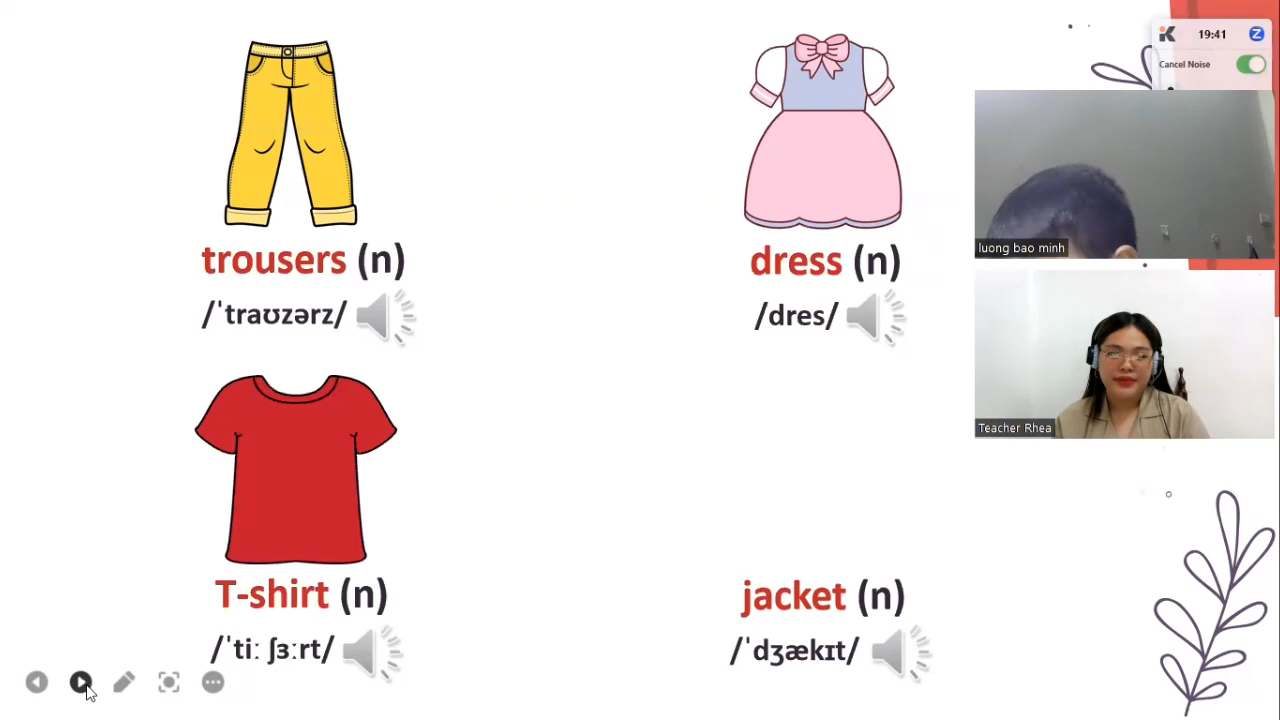 19:41
Cancel Noise
trousers (n)
/ˈtraʊzərz/
dress (n)
/dres/
luong bao minh
Teacher Rhea
T-shirt (n)
/ˈtiː ʃɜːrt/
jacket (n)
/ˈdʒækɪt/